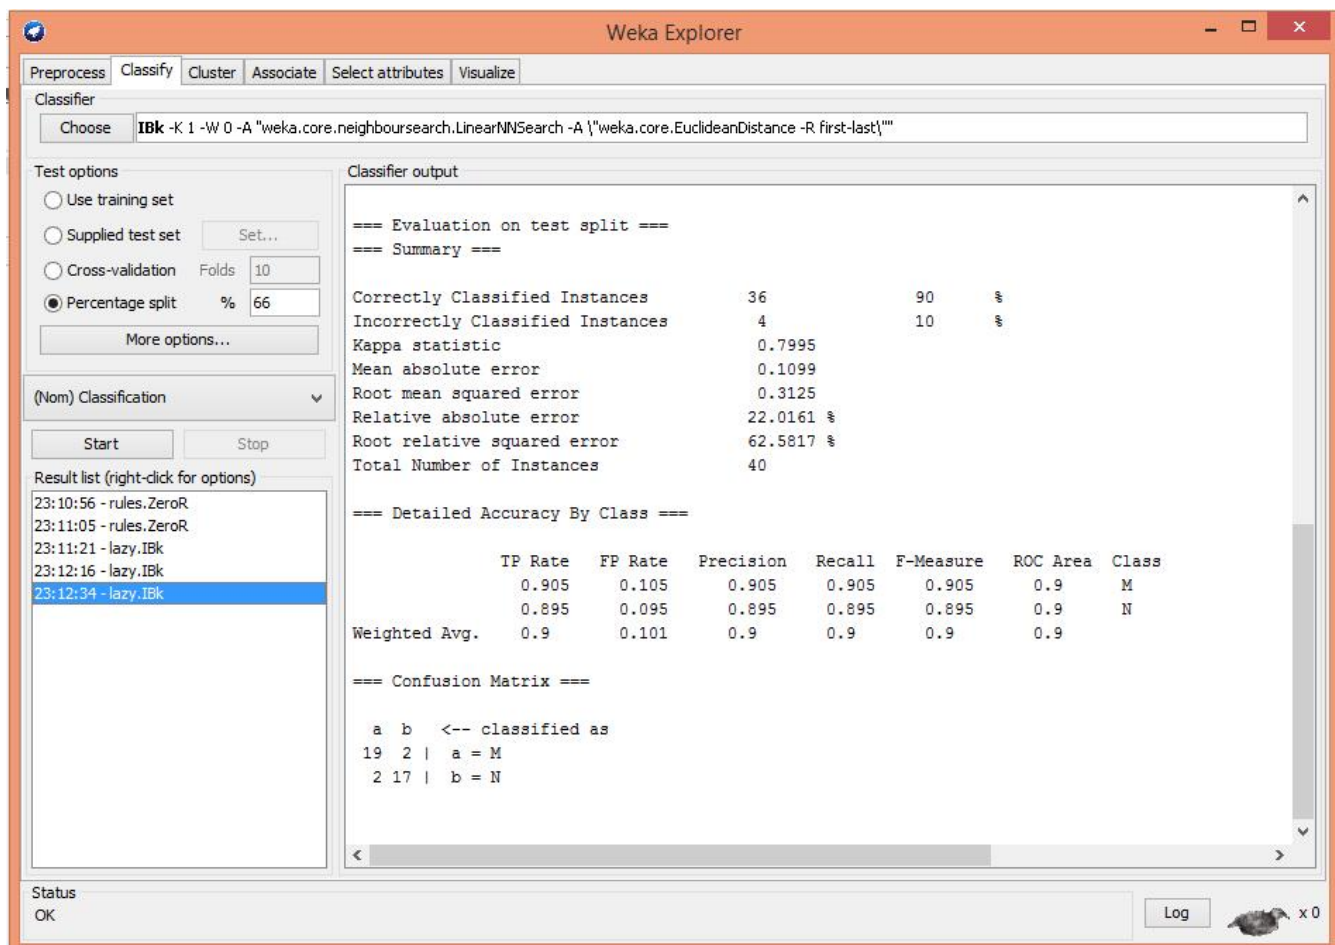 Weka Explorer
Preprocess Classify Cluster Associate Select attributes Visualize
Classifier
Choose IBk -K 1 -W 0 -A "weka.core.neighboursearch.LinearNNSearch -A \"weka.core.EuclideanDistance -R first-last\""
Test options
Use training set
Supplied test set Set...
Cross-validation Folds 10
Percentage split % 66
More options...
(Nom) Classification
Start Stop
Result list (right-click for options)
23:10:56 - rules.ZeroR
23:11:05 - rules.ZeroR
23:11:21 - lazy.IBk
23:12:16 - lazy.IBk
23:12:34 - lazy.IBk
Classifier output
=== Evaluation on test split ===
=== Summary ===
Correctly Classified Instances 36 90 %
Incorrectly Classified Instances 4 10 %
Kappa statistic 0.7995
Mean absolute error 0.1099
Root mean squared error 0.3125
Relative absolute error 22.0161 %
Root relative squared error 62.5817 %
Total Number of Instances 40
=== Detailed Accuracy By Class ===
TP Rate FP Rate Precision Recall F-Measure ROC Area Class
0.905 0.105 0.905 0.905 0.905 0.9 M
0.895 0.095 0.895 0.895 0.895 0.9 N
Weighted Avg. 0.9 0.101 0.9 0.9 0.9 0.9
=== Confusion Matrix ===
a b <-- classified as
19 2 | a = M
2 17 | b = N
Status
OK
Log x 0